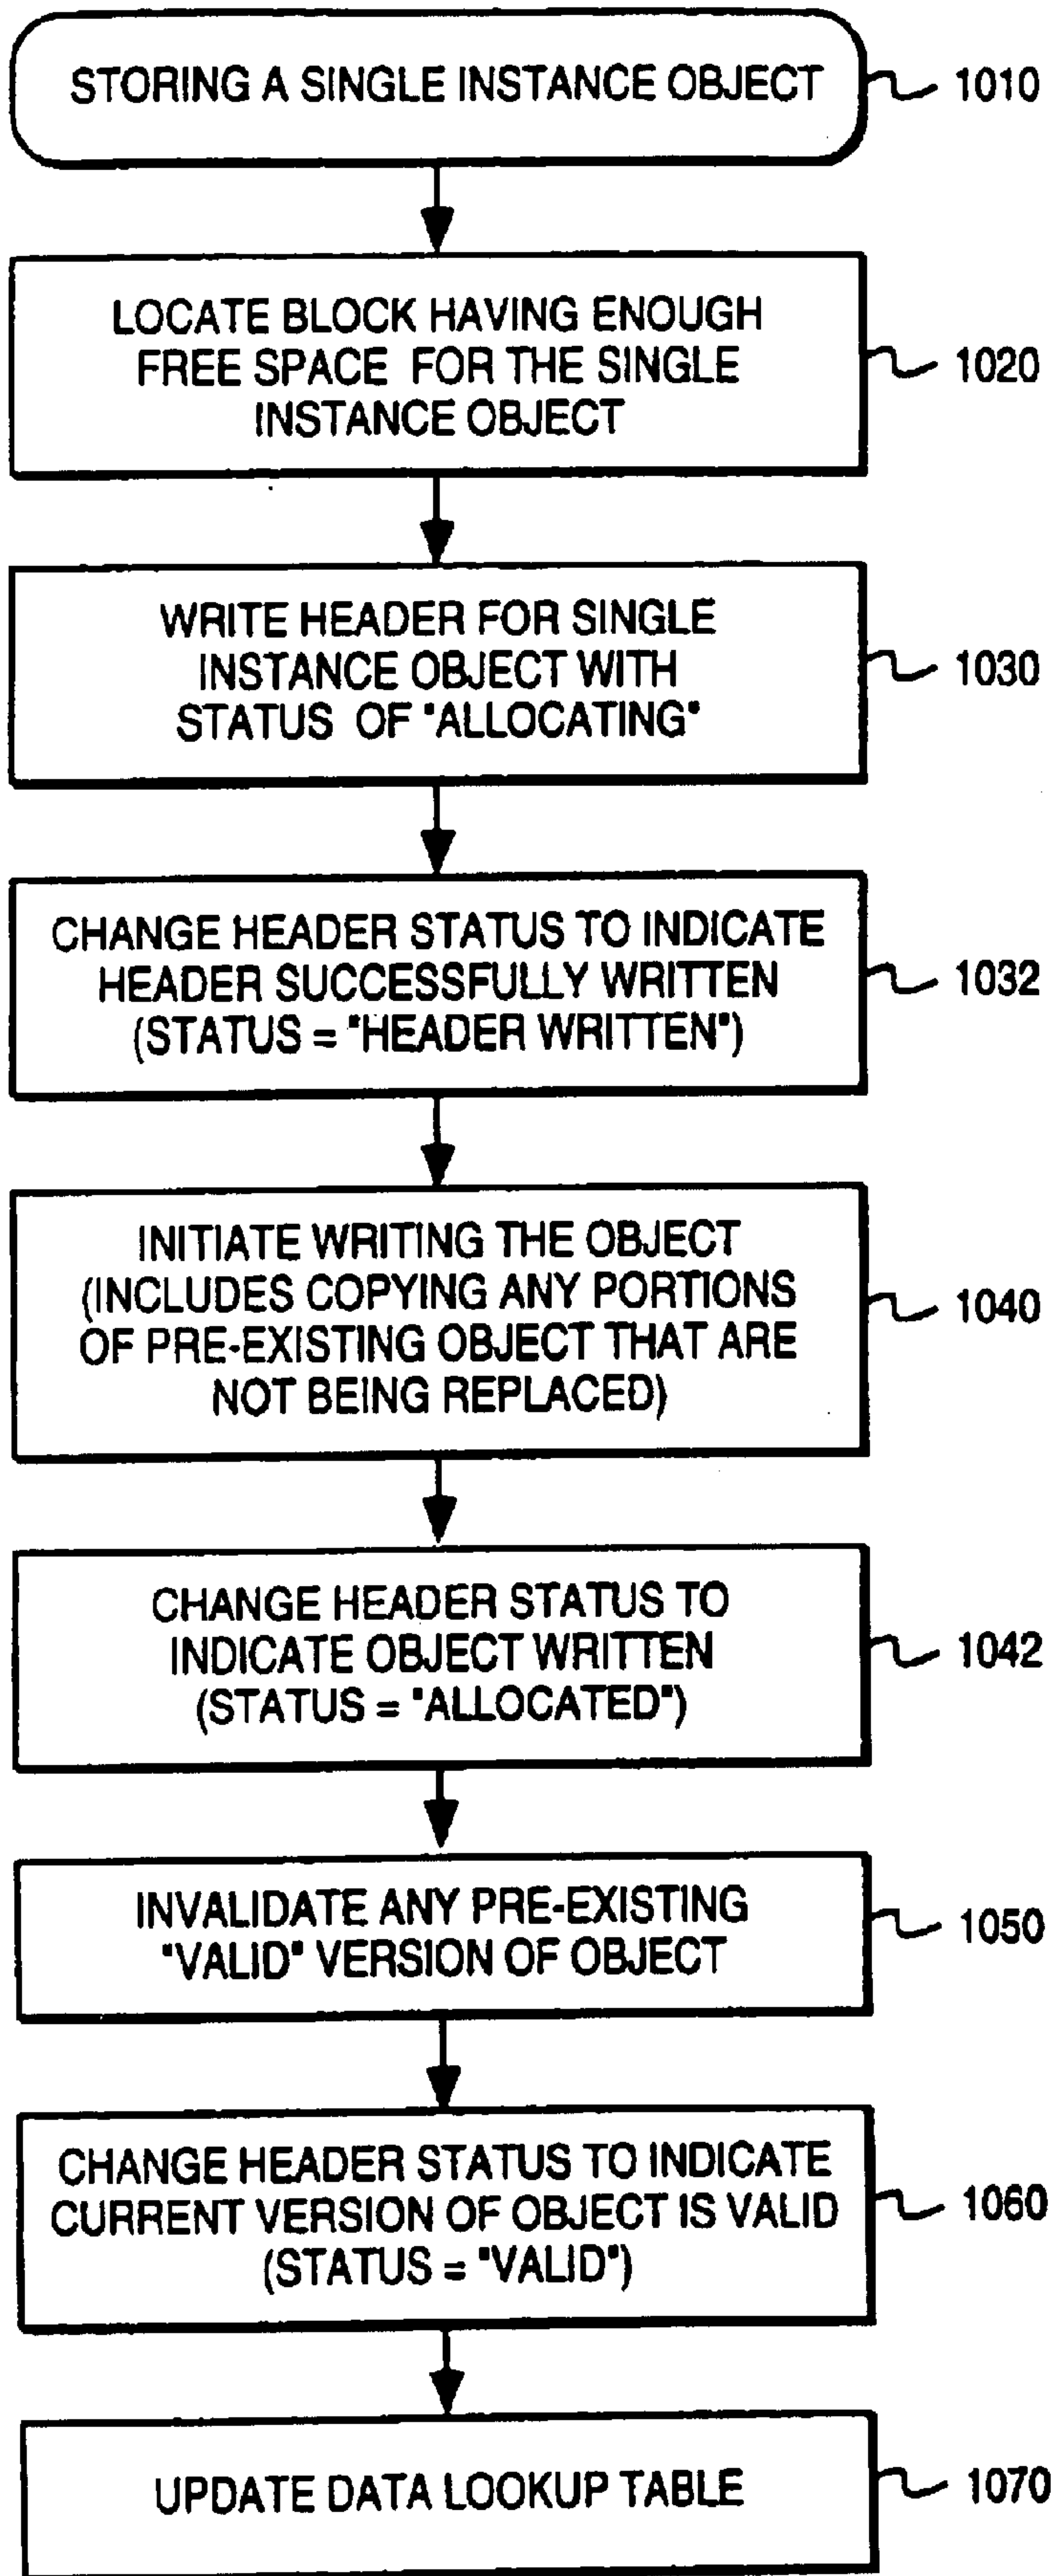 STORING A SINGLE INSTANCE OBJECT
1010
LOCATE BLOCK HAVING ENOUGH
FREE SPACE FOR THE SINGLE
INSTANCE OBJECT
1020
WRITE HEADER FOR SINGLE
INSTANCE OBJECT WITH
STATUS OF "ALLOCATING"
1030
CHANGE HEADER STATUS TO INDICATE
HEADER SUCCESSFULLY WRITTEN
(STATUS = "HEADER WRITTEN")
1032
INITIATE WRITING THE OBJECT
(INCLUDES COPYING ANY PORTIONS
OF PRE-EXISTING OBJECT THAT ARE
NOT BEING REPLACED)
1040
CHANGE HEADER STATUS TO
INDICATE OBJECT WRITTEN
(STATUS = "ALLOCATED")
1042
INVALIDATE ANY PRE-EXISTING
"VALID" VERSION OF OBJECT
1050
CHANGE HEADER STATUS TO INDICATE
CURRENT VERSION OF OBJECT IS VALID
(STATUS = "VALID")
1060
UPDATE DATA LOOKUP TABLE
1070